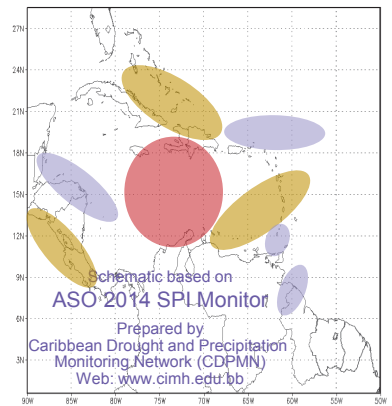 27N
24N
21N
18N
15N
12N
9N
6N
3N
Schematic based on
ASO 2014 SPI Monitor
Prepared by
Caribbean Drought and Precipitation
Monitoring Network (CDPMN)
Web: www.cimh.edu.bb
90W 85W 80W 75W 70W 65W 60W 55W 50W